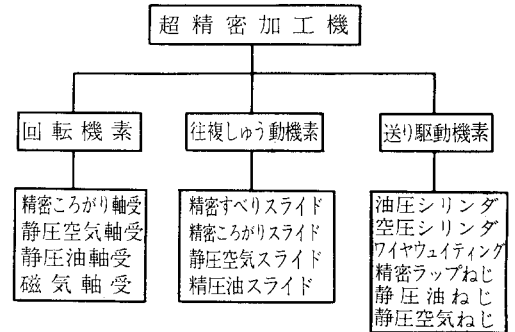 超精密加工機
回転機素
往複しゅう動機素
送り駆動機素
精密ころがり軸受
静圧空気軸受
静圧油軸受
磁気軸受
精密すべりスライド
精密ころがりスライド
静圧空気スライド
精圧油スライド
油圧シリンダ
空圧シリンダ
ワイヤウェイティング
精密ラップねじ
静圧油ねじ
静圧空気ねじ